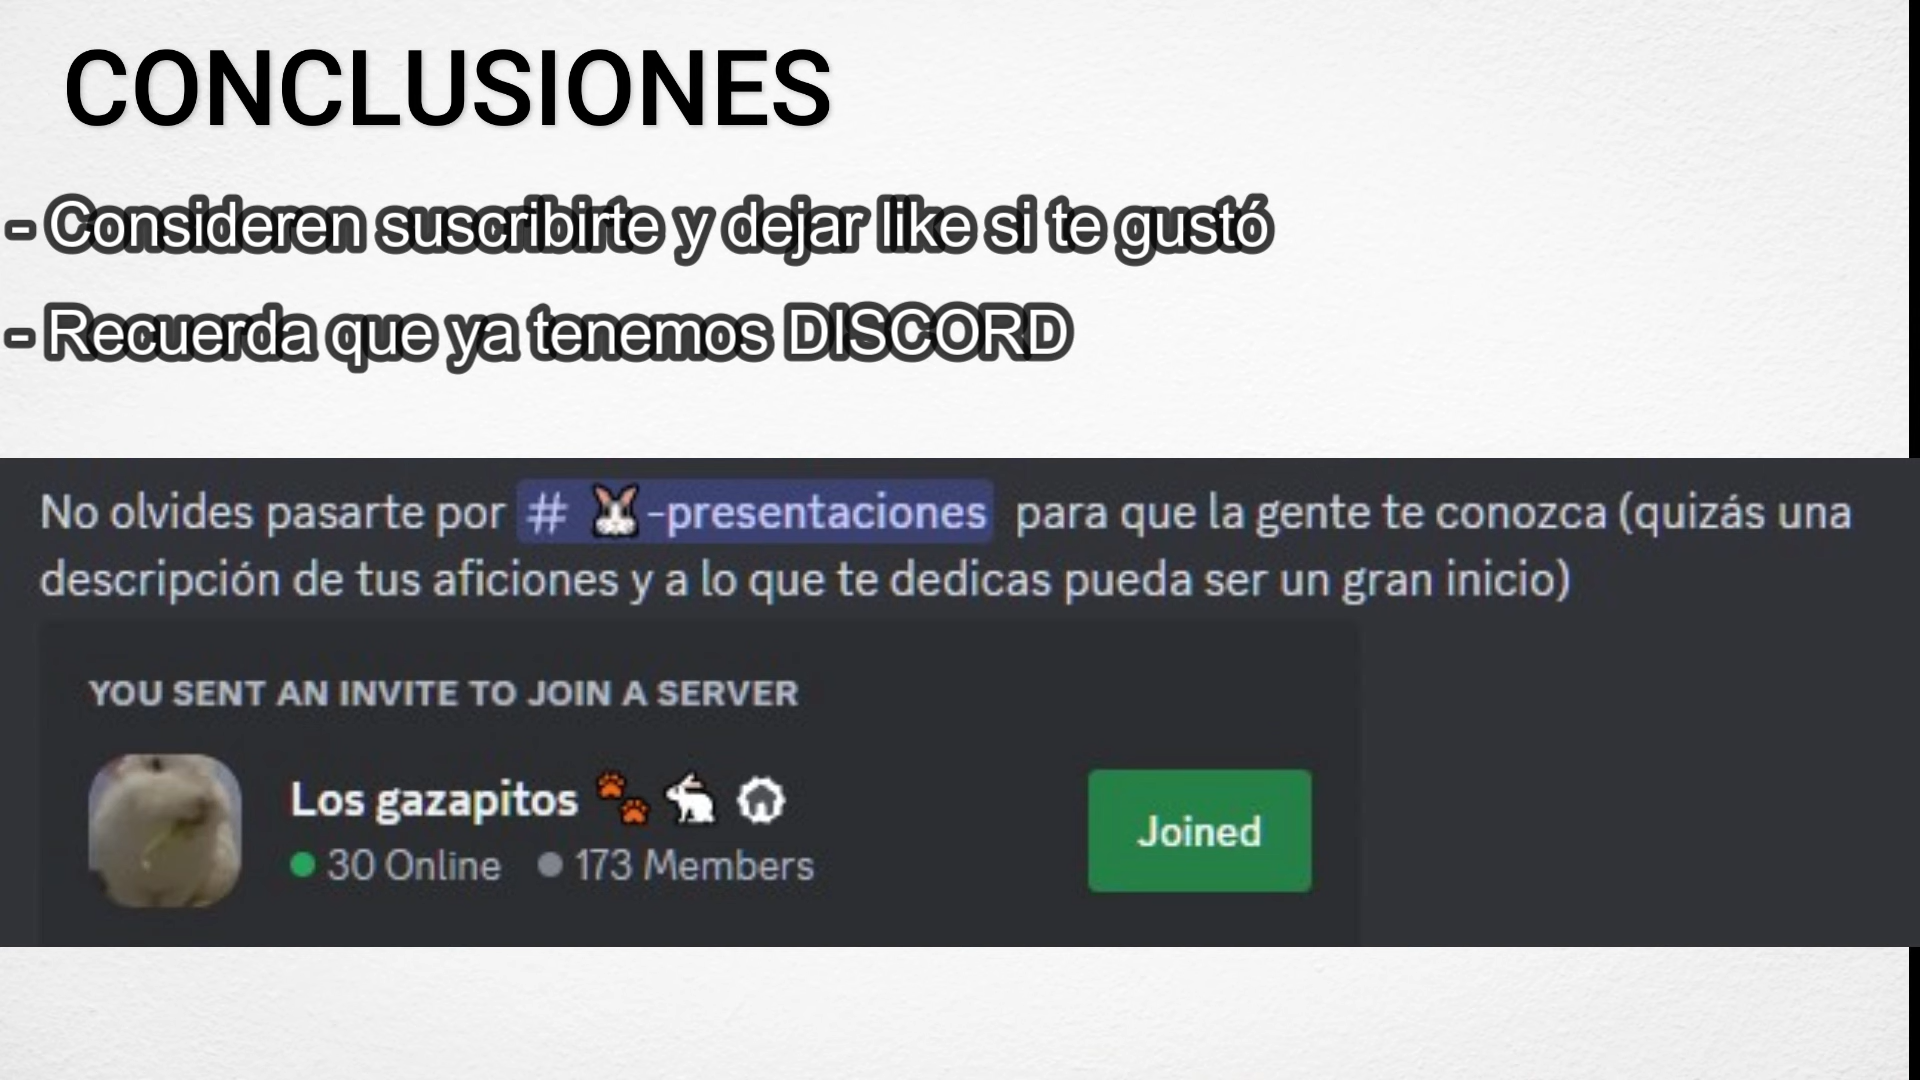 CONCLUSIONES
- Consideren suscribirte y dejar like si te gustó
- Recuerda que ya tenemos DISCORD
No olvides pasarte por # 🐰-presentaciones para que la gente te conozca (quizás una
descripción de tus aficiones y a lo que te dedicas pueda ser un gran inicio)
YOU SENT AN INVITE TO JOIN A SERVER
Los gazapitos 🐾 🐇
30 Online 173 Members
Joined